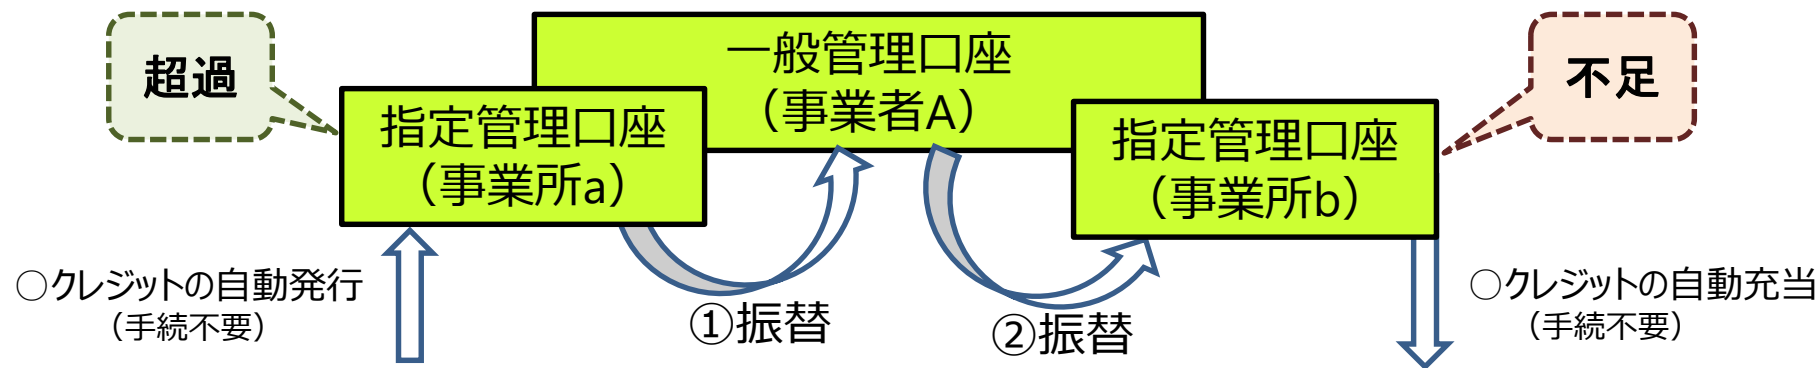 超過
一般管理口座
（事業者A）
不足
指定管理口座
（事業所a）
指定管理口座
（事業所b）
○クレジットの自動発行
（手続不要）
①振替
②振替
○クレジットの自動充当
（手続不要）